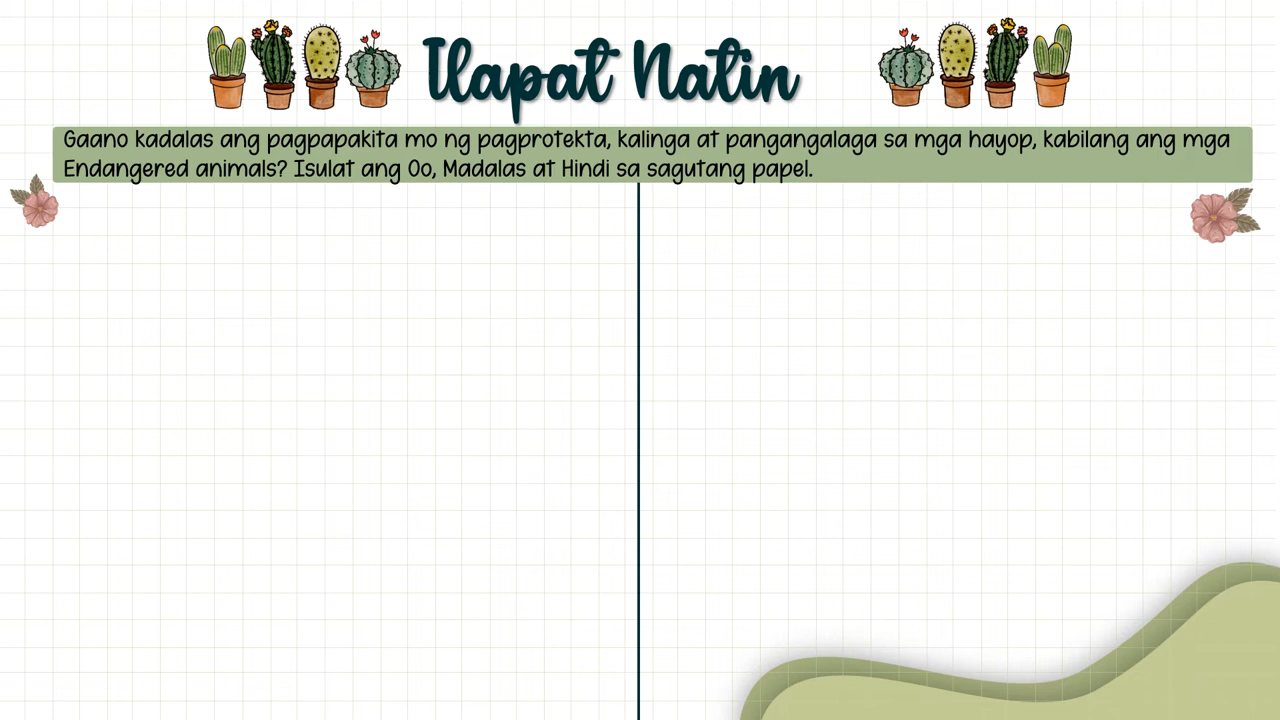 Ilapat Natin
Gaano kadalas ang pagpapakita mo ng pagprotekta, kalinga at pangangalaga sa mga hayop, kabilang ang mga
Endangered animals? Isulat ang Oo, Madalas at Hindi sa sagutang papel.